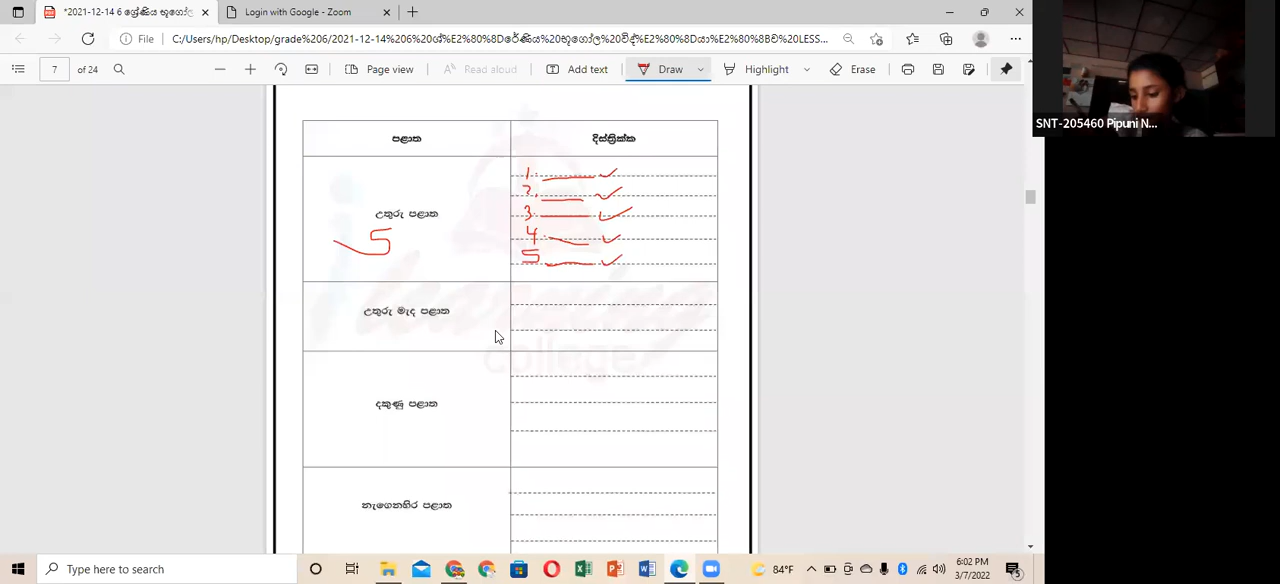 *2021-12-14 6 ශ්‍රේණිය භූගෝල
Login with Google - Zoom
File
C:/Users/hp/Desktop/grade%206/2021-12-14%206%20ශ්%E2%80%8Dරේණිය%20භූගෝල%20විද්%E2%80%8Dයා%E2%80%8Bව%20LESS...
7
of 24
Page view
Read aloud
Add text
Draw
Highlight
Erase
SNT-205460 Pipuni N...
පළාත
දිස්ත්‍රික්ක
උතුරු පළාත
5
1.
2.
3.
4.
5
උතුරු මැද පළාත
දකුණු පළාත
නැගෙනහිර පළාත
learning
college
Type here to search
84°F
6:02 PM
3/7/2022
5